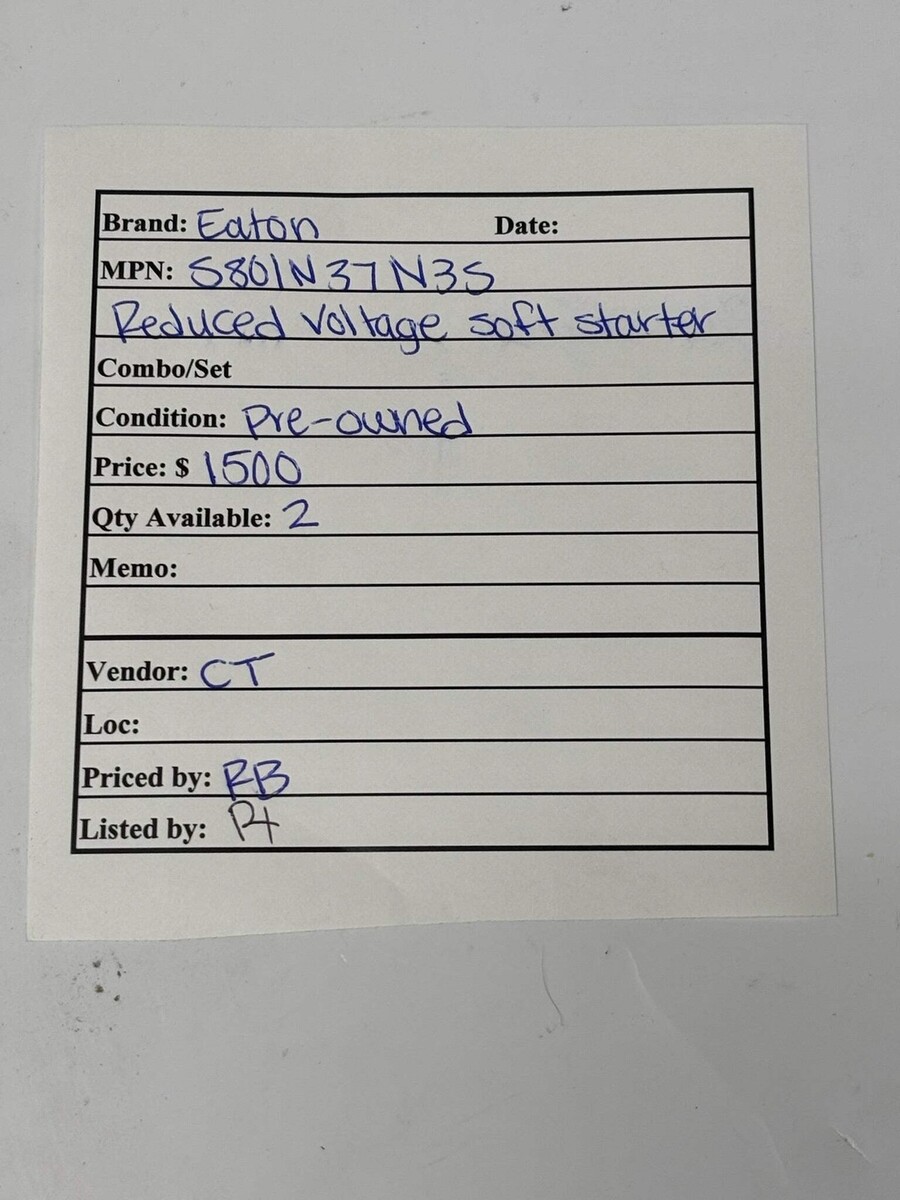 Brand: Eaton Date:
MPN: S801N37N3S
Reduced Voltage soft starter
Combo/Set
Condition: Pre-owned
Price: $ 1500
Qty Available: 2
Memo:
Vendor: CT
Loc:
Priced by: RB
Listed by: